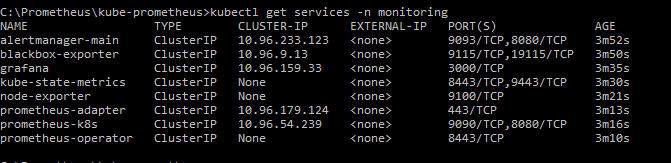 C:\Prometheus\kube-prometheus>kubectl get services -n monitoring
NAME TYPE CLUSTER-IP EXTERNAL-IP PORT(S) AGE
alertmanager-main ClusterIP 10.96.233.123 <none> 9093/TCP,8080/TCP 3m52s
blackbox-exporter ClusterIP 10.96.9.13 <none> 9115/TCP,19115/TCP 3m50s
grafana ClusterIP 10.96.159.33 <none> 3000/TCP 3m35s
kube-state-metrics ClusterIP None <none> 8443/TCP,9443/TCP 3m30s
node-exporter ClusterIP None <none> 9100/TCP 3m21s
prometheus-adapter ClusterIP 10.96.179.124 <none> 443/TCP 3m13s
prometheus-k8s ClusterIP 10.96.54.239 <none> 9090/TCP,8080/TCP 3m16s
prometheus-operator ClusterIP None <none> 8443/TCP 3m10s